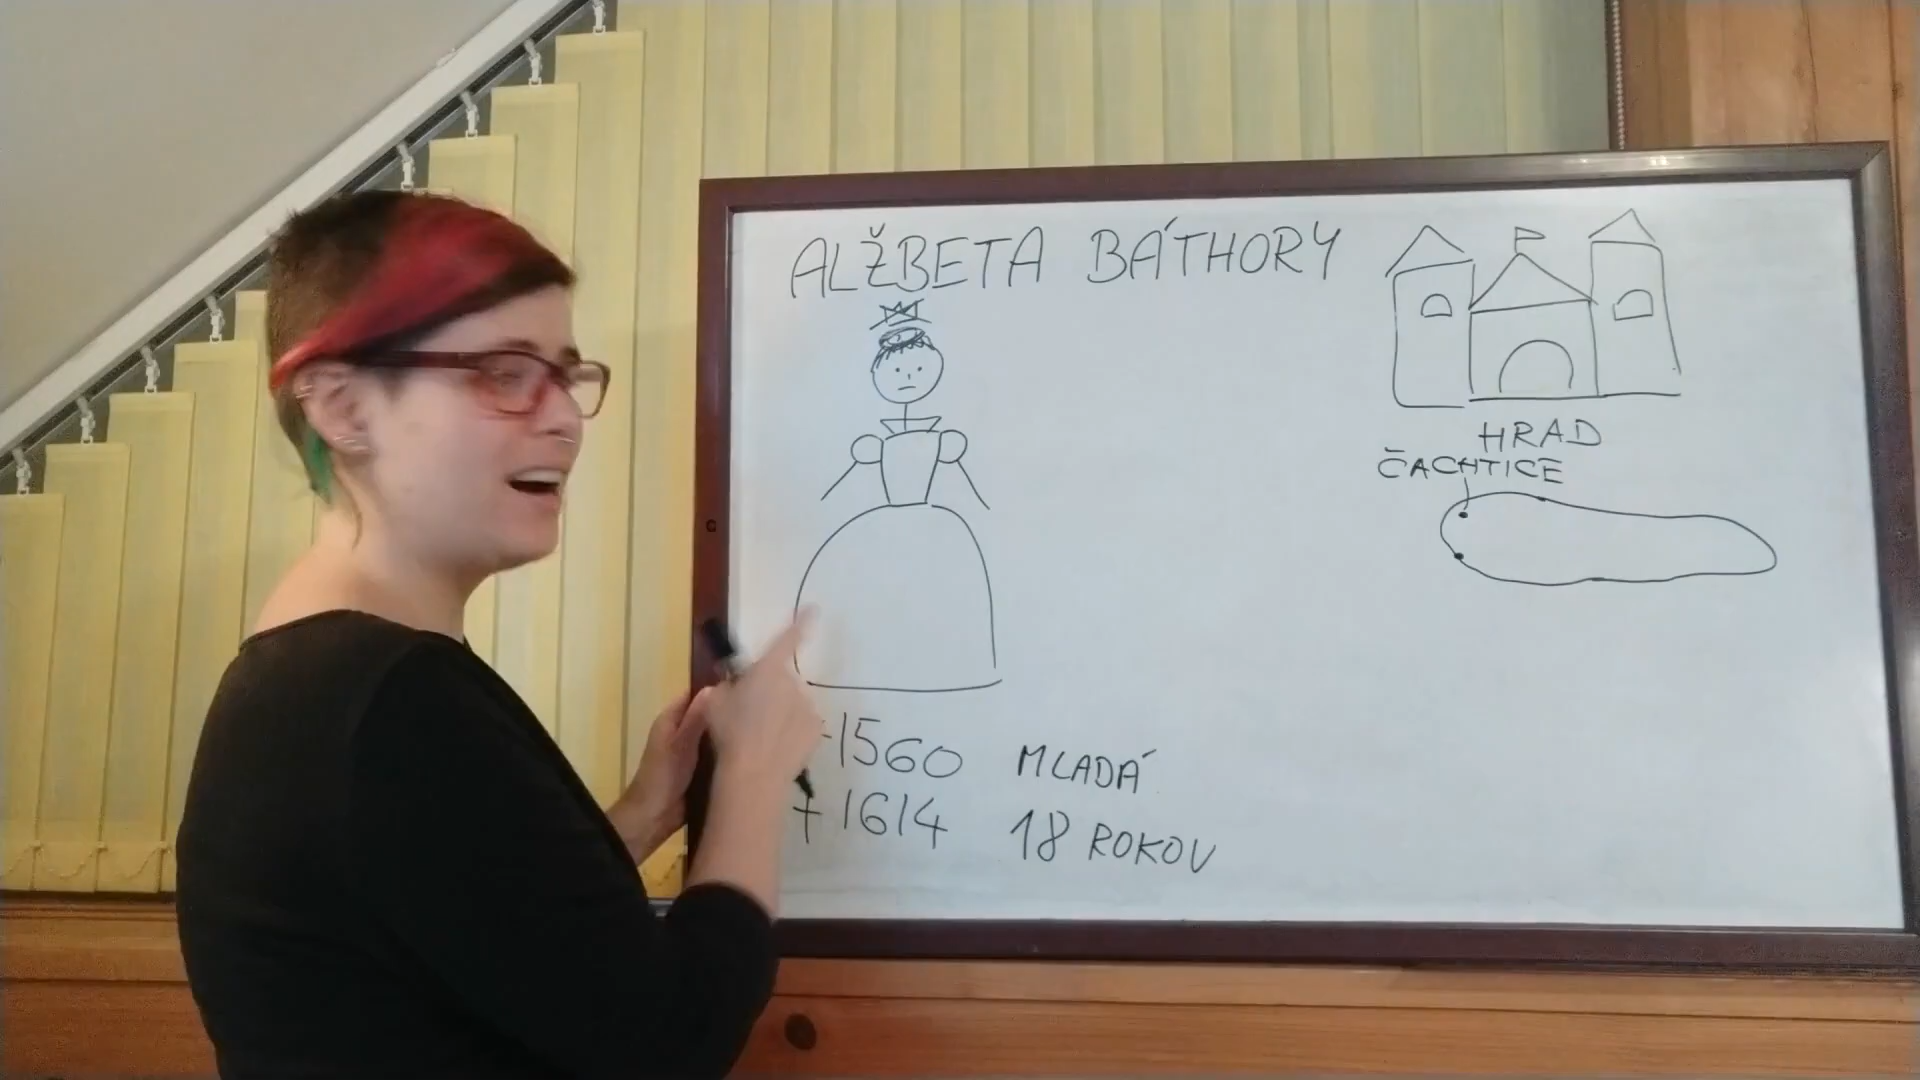 ALŽBETA BÁTHORY
HRAD
ČACHTICE
1560 MLADÁ
+ 1614 18 ROKOV